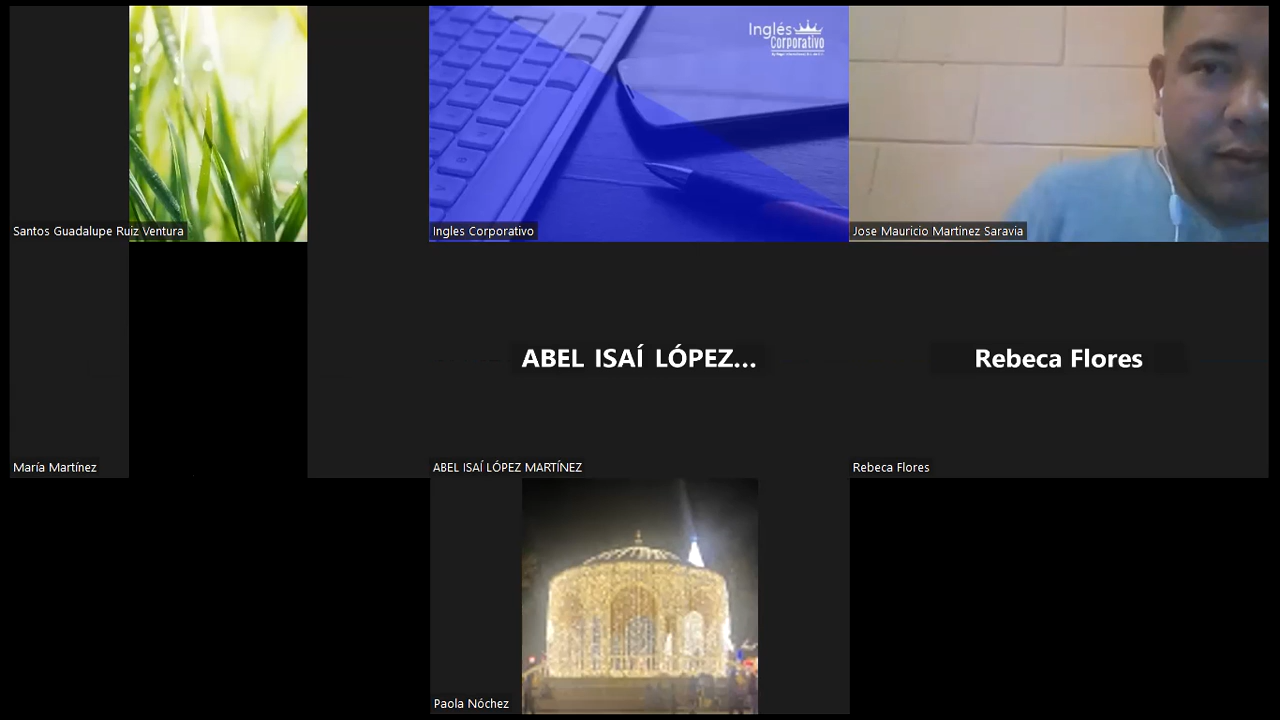 Inglés
Corporativo
Santos Guadalupe Ruiz Ventura
Ingles Corporativo
Jose Mauricio Martinez Saravia
ABEL ISAÍ LÓPEZ...
Rebeca Flores
María Martínez
ABEL ISAÍ LÓPEZ MARTÍNEZ
Rebeca Flores
Paola Nóchez